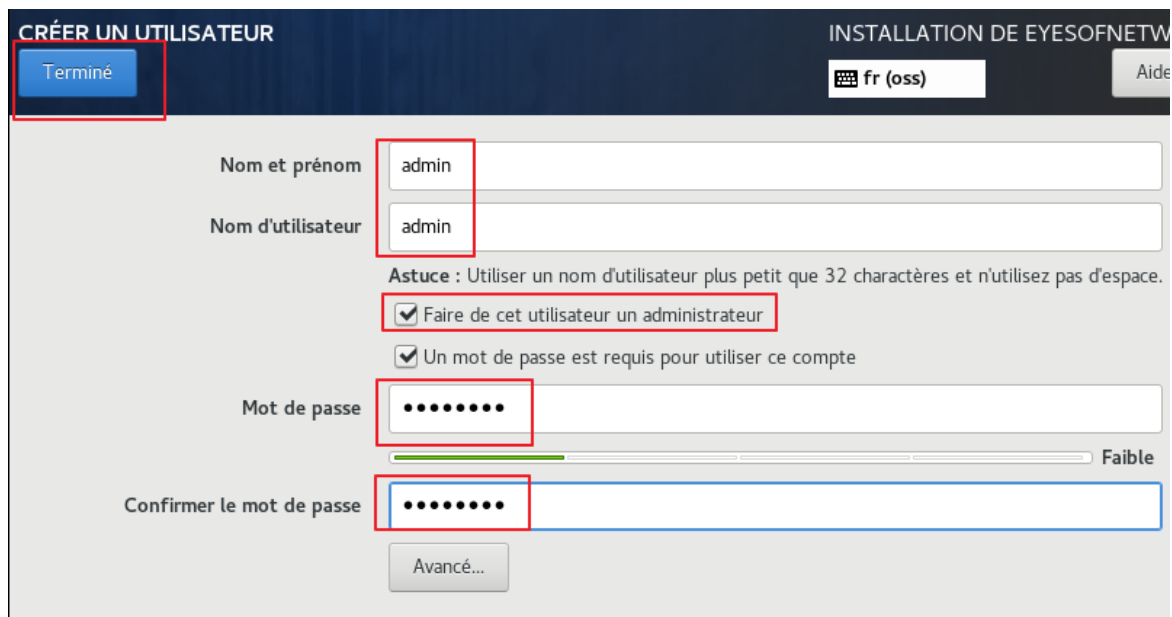 CRÉER UN UTILISATEUR
INSTALLATION DE EYESOFNETW
Terminé
fr (oss)
Aide
Nom et prénom
admin
Nom d'utilisateur
admin
Astuce : Utiliser un nom d'utilisateur plus petit que 32 charactères et n'utilisez pas d'espace.
Faire de cet utilisateur un administrateur
Un mot de passe est requis pour utiliser ce compte
Mot de passe
••••••••
Faible
Confirmer le mot de passe
••••••••
Avancé...